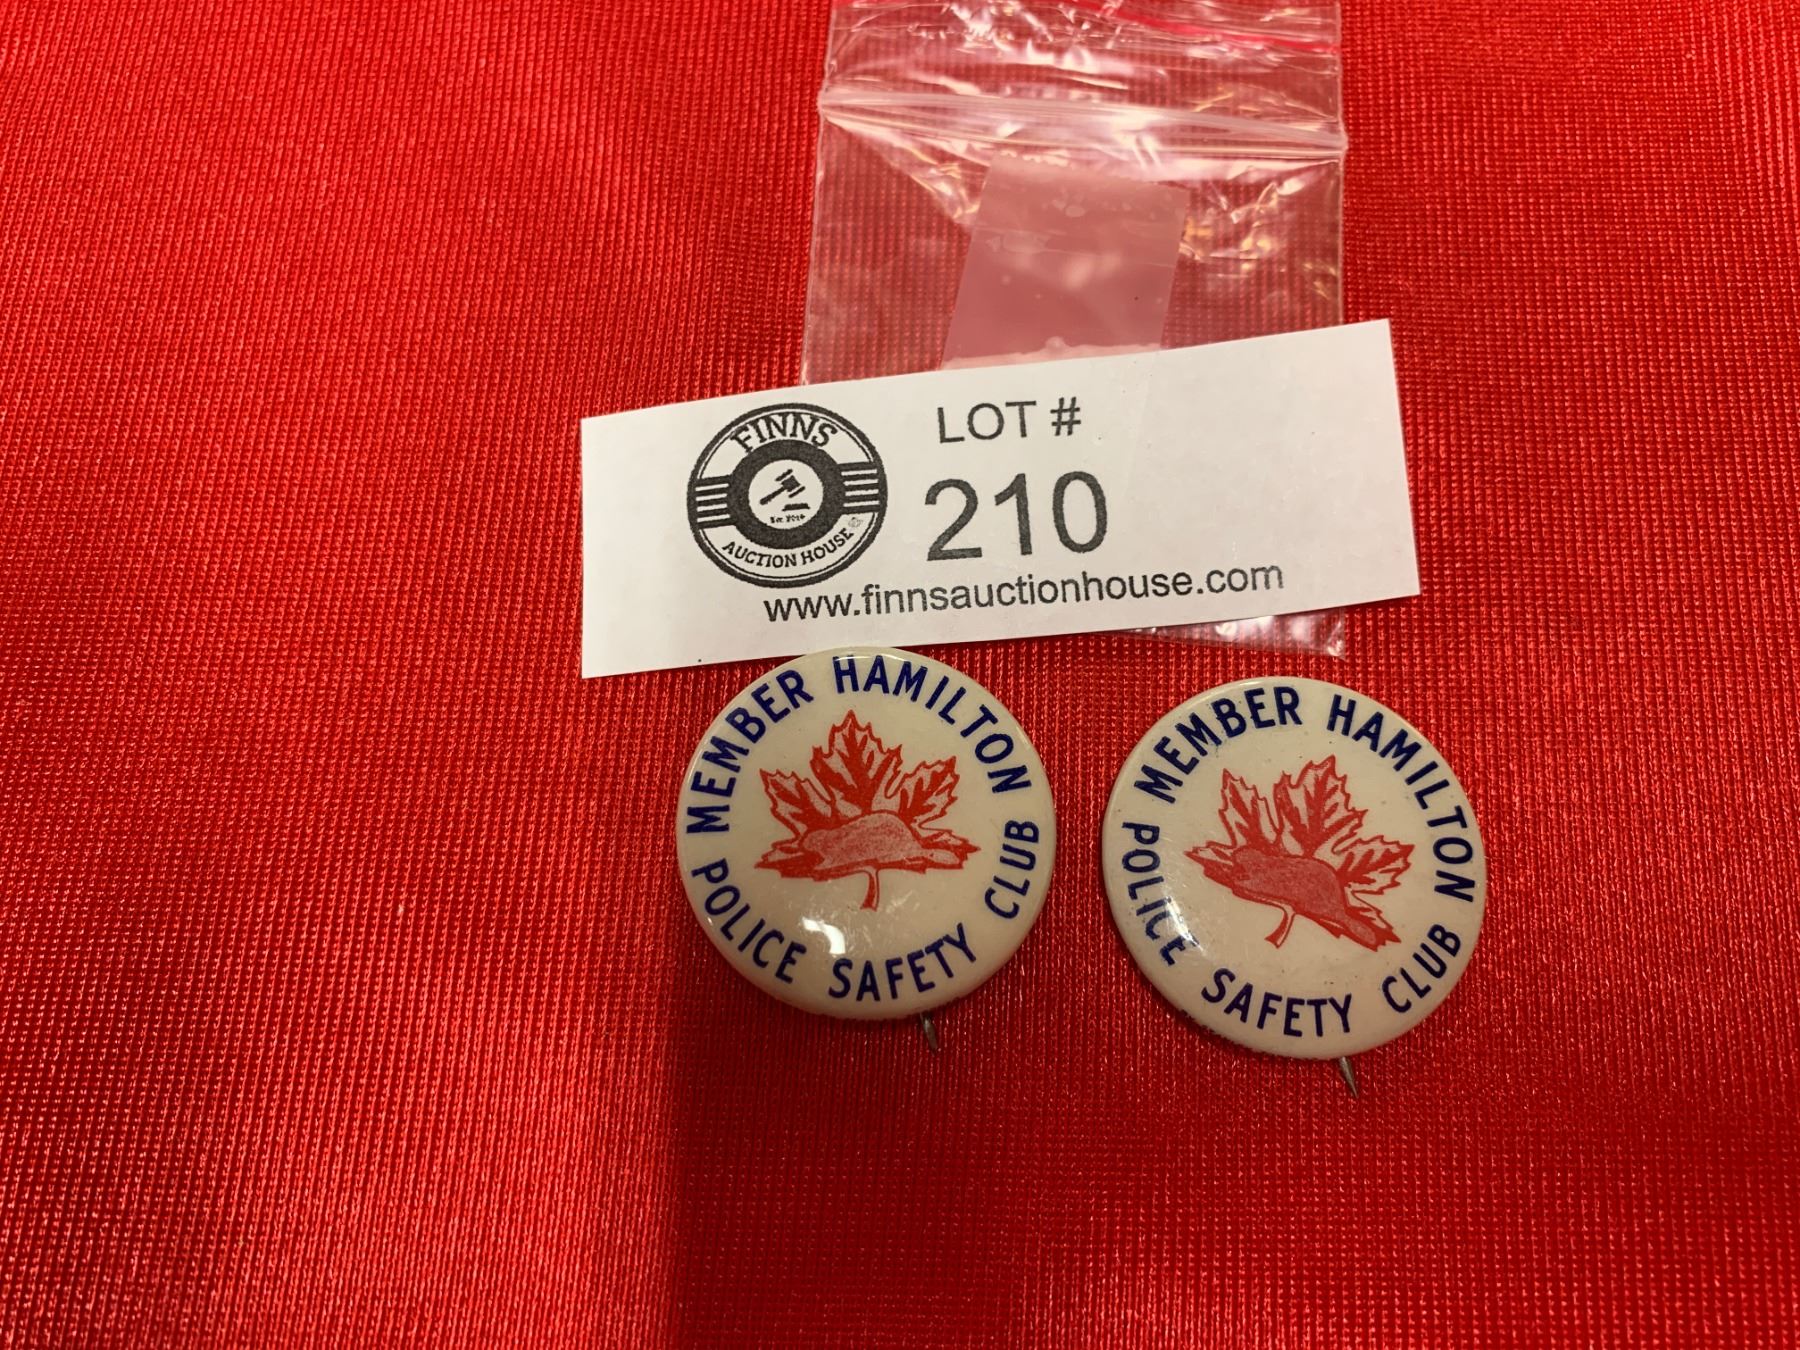 FINNS
AUCTION HOUSE
LOT #
210
www.finnsauctionhouse.com
MEMBER HAMILTON
POLICE SAFETY CLUB
MEMBER HAMILTON
POLICE SAFETY CLUB